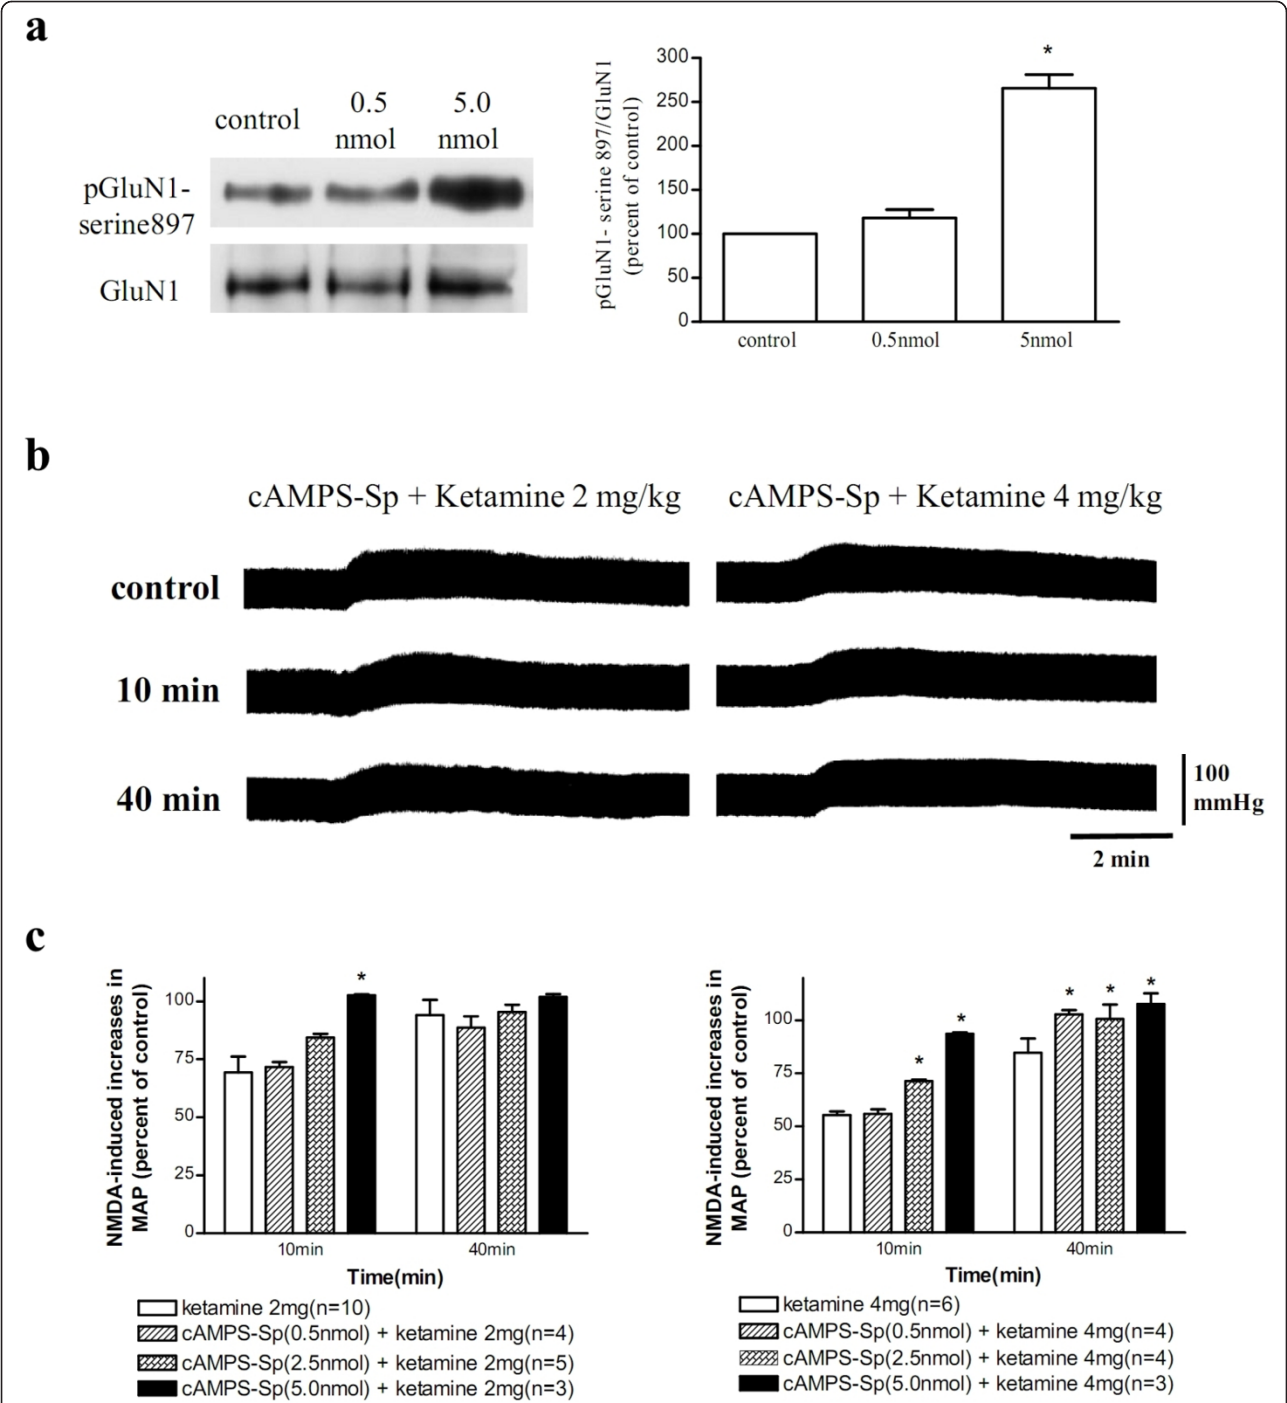 a
control
0.5
nmol
5.0
nmol
pGluN1-
serine897
GluN1
pGluN1- serine 897/GluN1
(percent of control)
300
250
200
150
100
50
0
*
control
0.5nmol
5nmol
b
cAMPS-Sp + Ketamine 2 mg/kg
cAMPS-Sp + Ketamine 4 mg/kg
control
10 min
40 min
100
mmHg
2 min
c
NMDA-induced increases in
MAP (percent of control)
100
75
50
25
0
*
10min
40min
Time(min)
ketamine 2mg(n=10)
cAMPS-Sp(0.5nmol) + ketamine 2mg(n=4)
cAMPS-Sp(2.5nmol) + ketamine 2mg(n=5)
cAMPS-Sp(5.0nmol) + ketamine 2mg(n=3)
NMDA-induced increases in
MAP (percent of control)
100
75
50
25
0
*
*
*
*
*
10min
40min
Time(min)
ketamine 4mg(n=6)
cAMPS-Sp(0.5nmol) + ketamine 4mg(n=4)
cAMPS-Sp(2.5nmol) + ketamine 4mg(n=4)
cAMPS-Sp(5.0nmol) + ketamine 4mg(n=3)